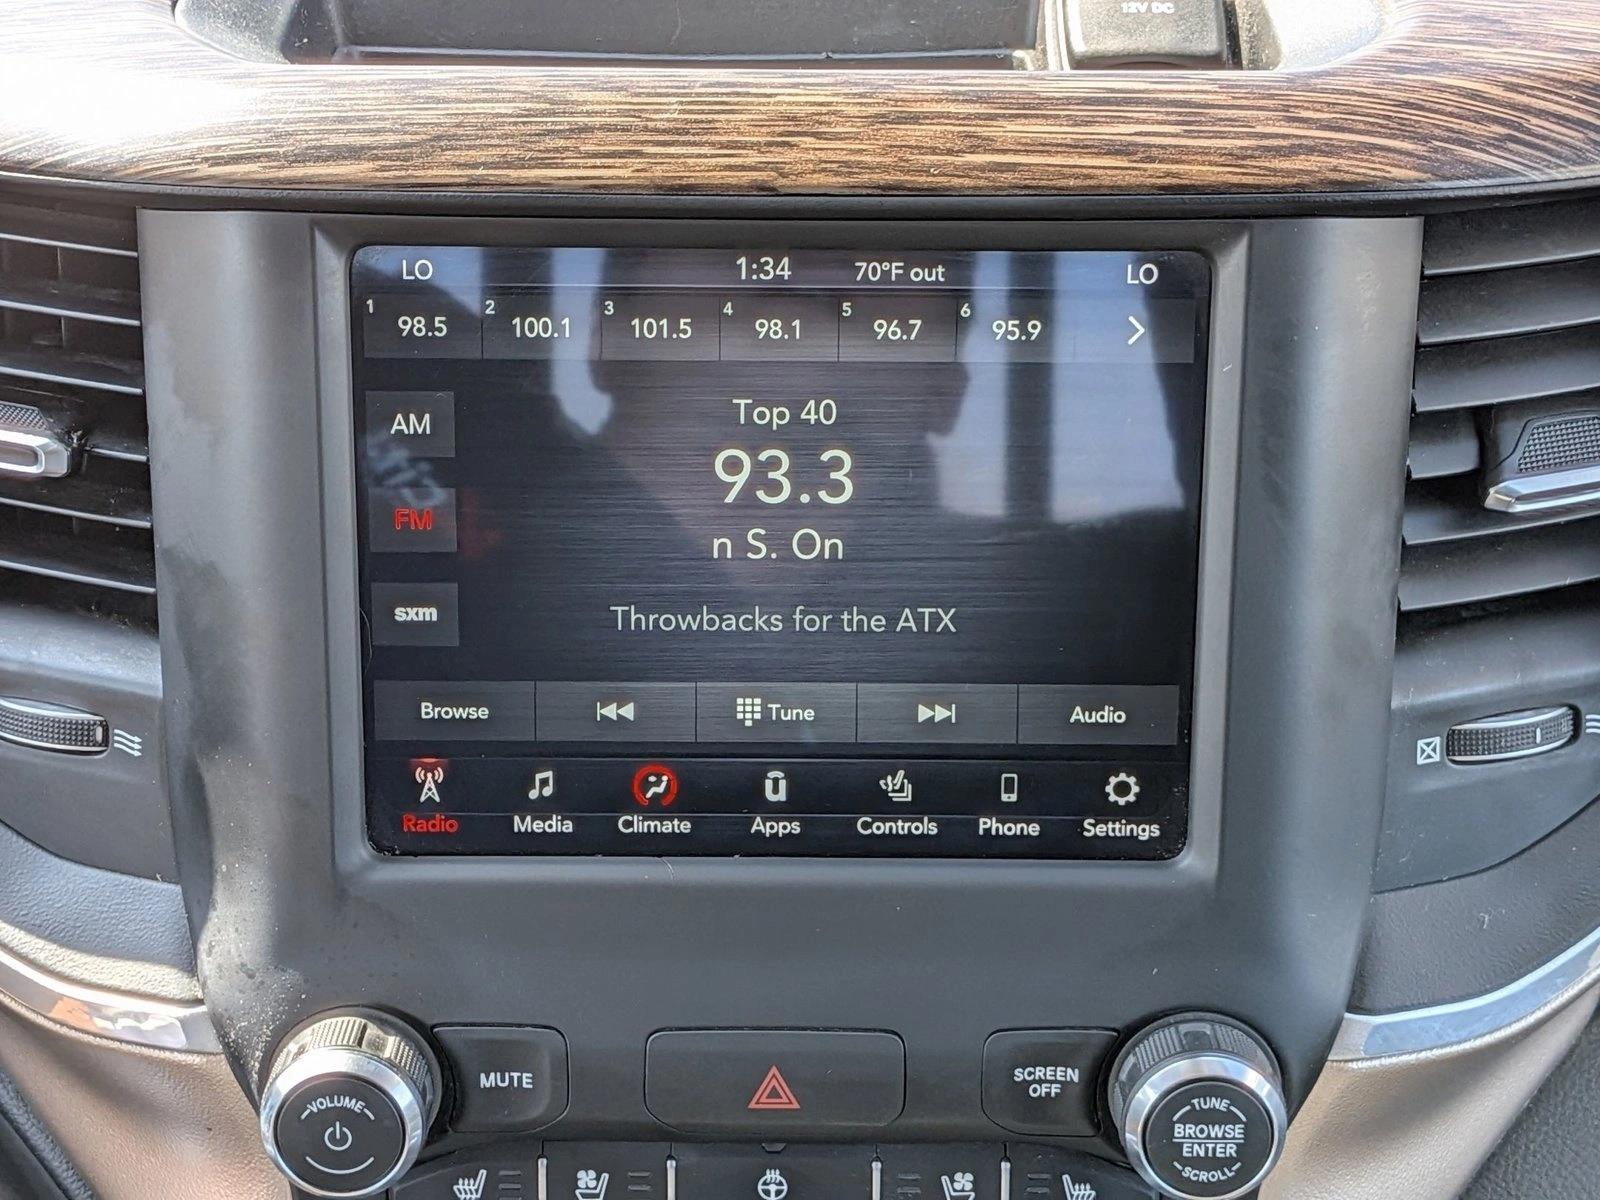 12V DC
LO 1:34 70°F out LO
1 98.5 2 100.1 3 101.5 4 98.1 5 96.7 6 95.9
AM
Top 40
93.3
FM
n S. On
sxm
Throwbacks for the ATX
Browse Tune Audio
Radio Media Climate Apps Controls Phone Settings
MUTE
SCREEN
OFF
VOLUME
TUNE
BROWSE
ENTER
SCROLL